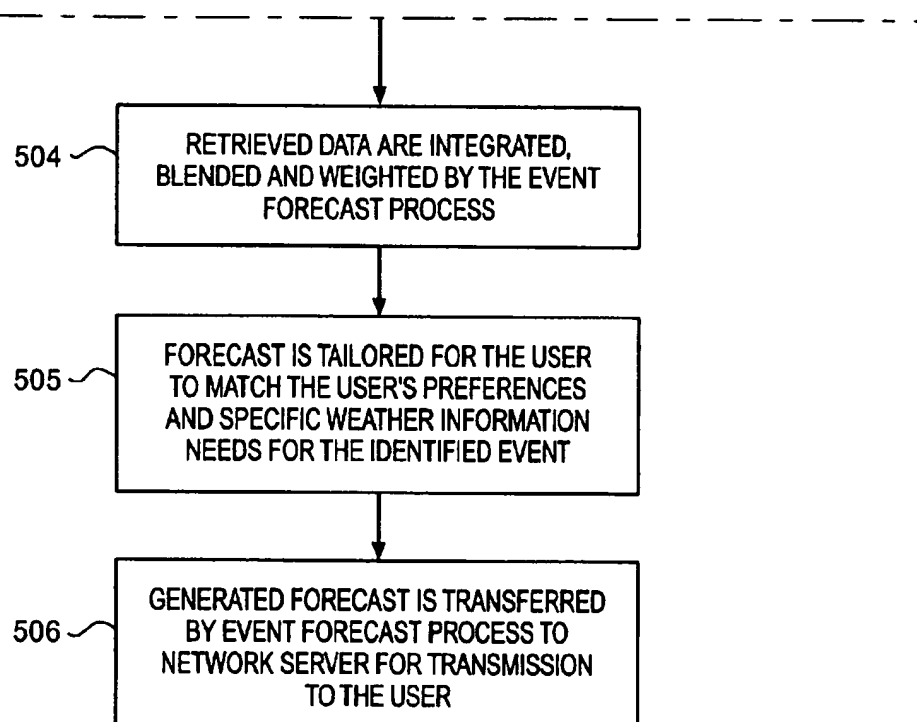 504
RETRIEVED DATA ARE INTEGRATED,
BLENDED AND WEIGHTED BY THE EVENT
FORECAST PROCESS
505
FORECAST IS TAILORED FOR THE USER
TO MATCH THE USER'S PREFERENCES
AND SPECIFIC WEATHER INFORMATION
NEEDS FOR THE IDENTIFIED EVENT
506
GENERATED FORECAST IS TRANSFERRED
BY EVENT FORECAST PROCESS TO
NETWORK SERVER FOR TRANSMISSION
TO THE USER